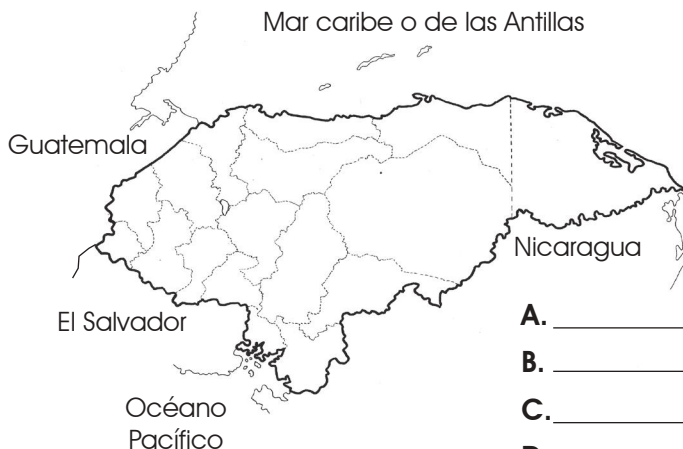 Mar caribe o de las Antillas
Guatemala
Nicaragua
El Salvador
A.
B.
C.
Océano
Pacífico